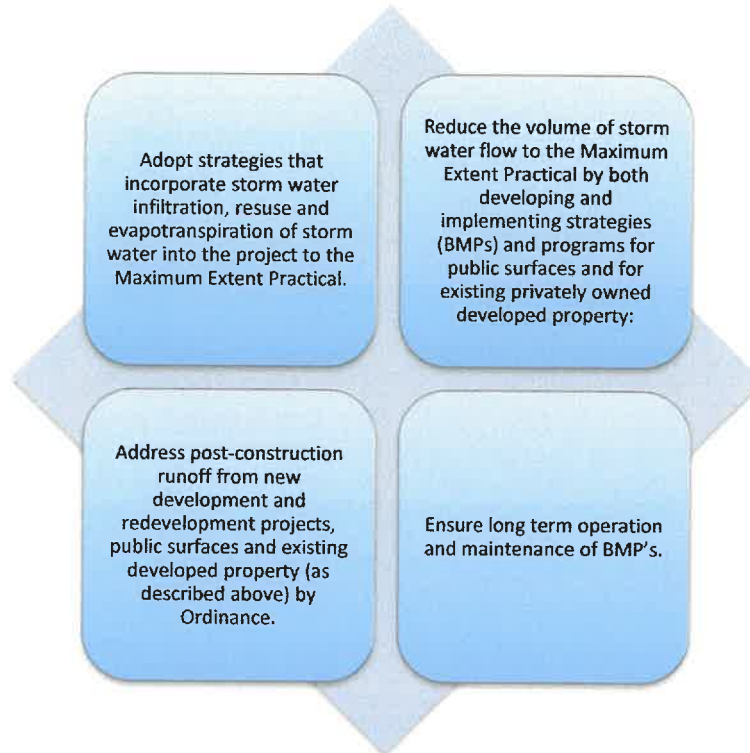 Adopt strategies that
incorporate storm water
infiltration, resuse and
evapotranspiration of storm
water into the project to the
Maximum Extent Practical.
Reduce the volume of storm
water flow to the Maximum
Extent Practical by both
developing and
implementing strategies
(BMPs) and programs for
public surfaces and for
existing privately owned
developed property:
Address post-construction
runoff from new
development and
redevelopment projects,
public surfaces and existing
developed property (as
described above) by
Ordinance.
Ensure long term operation
and maintenance of BMP's.